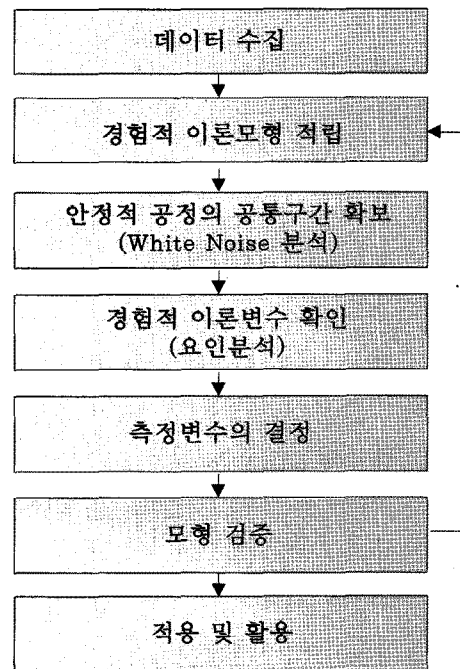 데이터 수집
경험적 이론모형 적립
안정적 공정의 공통구간 확보
(White Noise 분석)
경험적 이론변수 확인
(요인분석)
측정변수의 결정
모형 검증
적용 및 활용